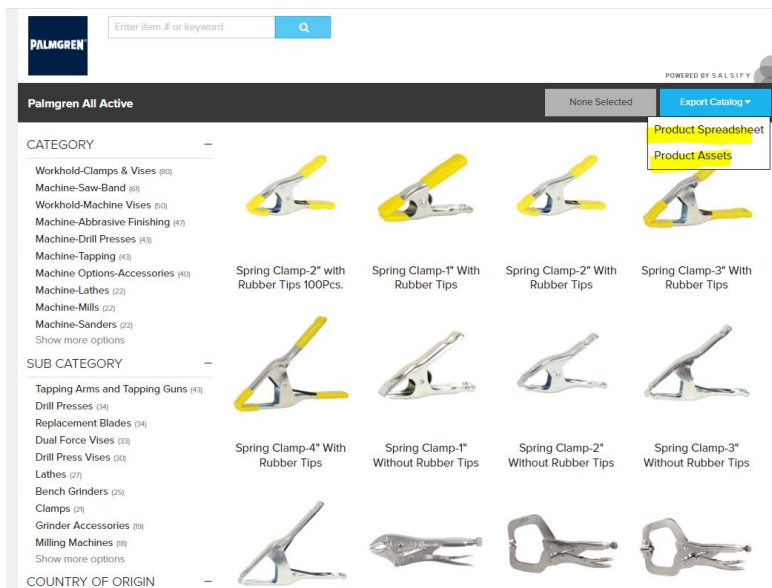 PALMGREN
Enter item # or keyword
POWERED BY SALSIFY
Palmgren All Active
None Selected
Export Catalog
Product Spreadsheet
Product Assets
CATEGORY
Workhold-Clamps & Vises (80)
Machine-Saw-Band (61)
Workhold-Machine Vises (50)
Machine-Abbrasive Finishing (47)
Machine-Drill Presses (43)
Machine-Tapping (43)
Machine Options-Accessories (40)
Machine-Lathes (22)
Machine-Mills (22)
Machine-Sanders (22)
Show more options
SUB CATEGORY
Tapping Arms and Tapping Guns (43)
Drill Presses (34)
Replacement Blades (34)
Dual Force Vises (33)
Drill Press Vises (30)
Lathes (27)
Bench Grinders (25)
Clamps (21)
Grinder Accessories (19)
Milling Machines (18)
Show more options
COUNTRY OF ORIGIN
Spring Clamp-2" with
Rubber Tips 100Pcs.
Spring Clamp-1" With
Rubber Tips
Spring Clamp-2" With
Rubber Tips
Spring Clamp-3" With
Rubber Tips
Spring Clamp-4" With
Rubber Tips
Spring Clamp-1"
Without Rubber Tips
Spring Clamp-2"
Without Rubber Tips
Spring Clamp-3"
Without Rubber Tips